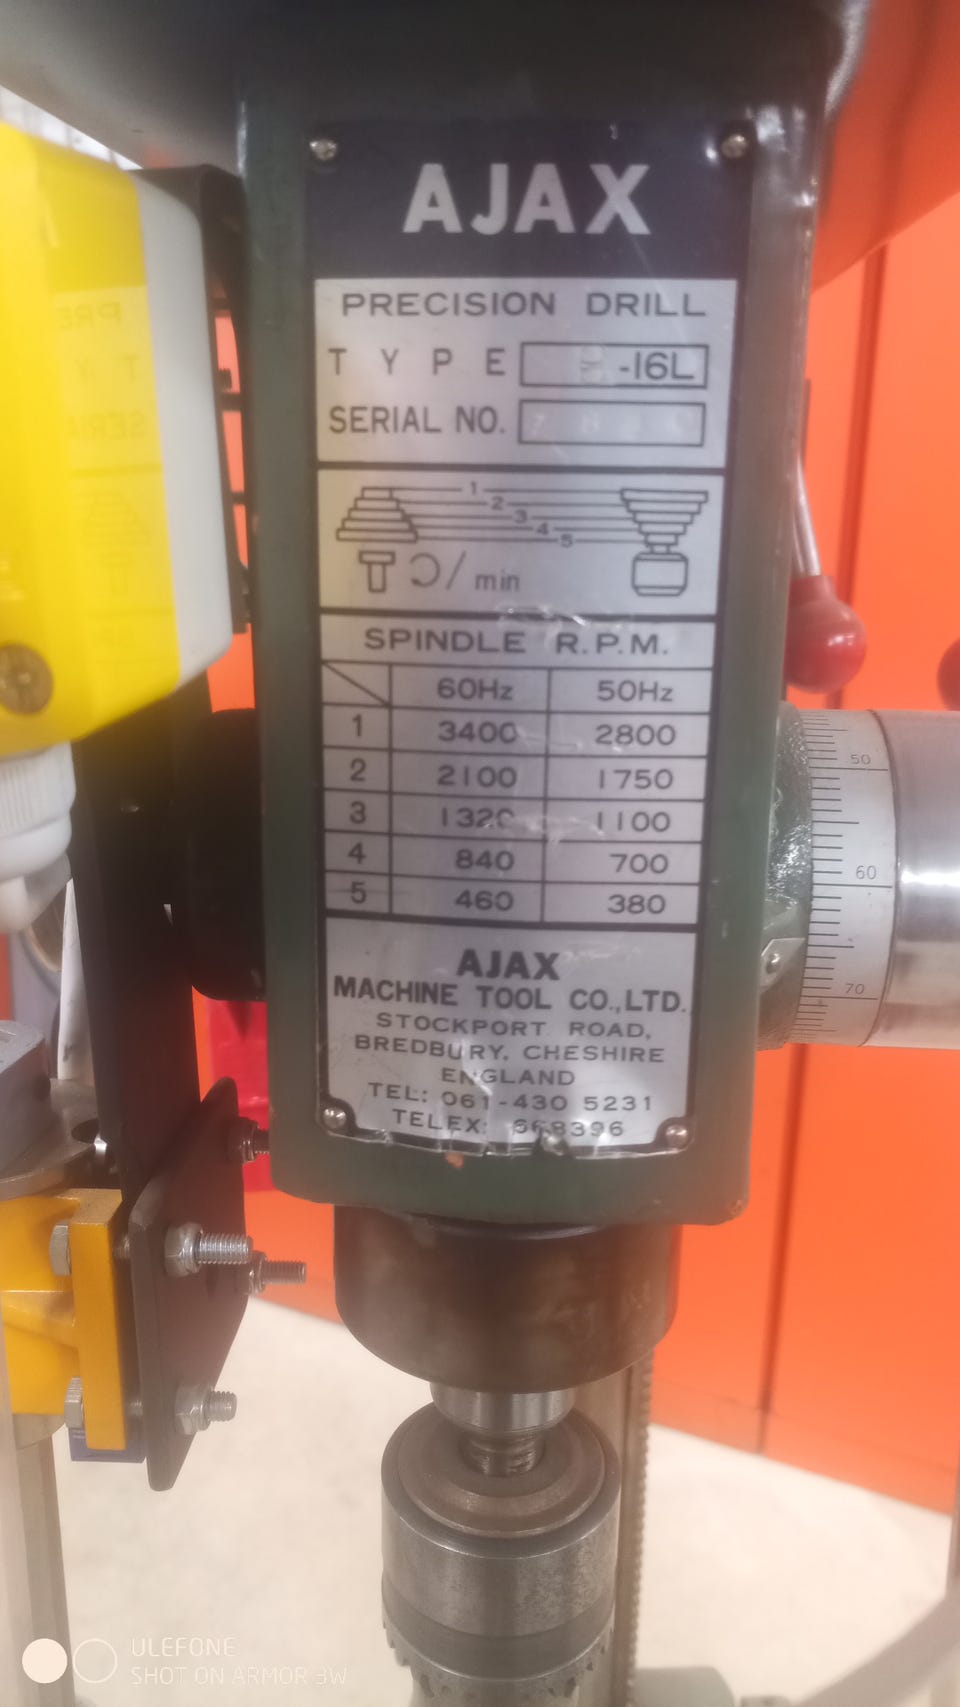 AJAX
PRECISION DRILL
TYPE -16L
SERIAL NO.
1
2
3
4
5
/min
SPINDLE R.P.M.
60Hz 50Hz
1 3400 2800
2 2100 1750
3 1320 1100
4 840 700
5 460 380
AJAX
MACHINE TOOL CO.,LTD.
STOCKPORT ROAD,
BREDBURY, CHESHIRE
ENGLAND
TEL: 061-430 5231
TELEX: 668396
50
60
70
ULEFONE
SHOT ON ARMOR 3W